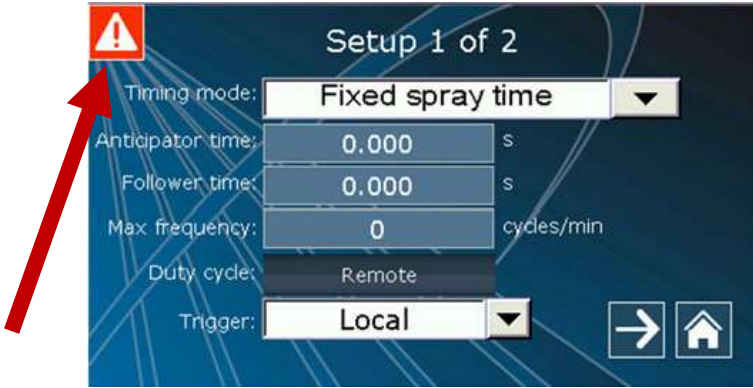 Setup 1 of 2
Timing mode: Fixed spray time
Anticipator time: 0.000 s
Follower time: 0.000 s
Max frequency: 0 cycles/min
Duty cycle: Remote
Trigger: Local